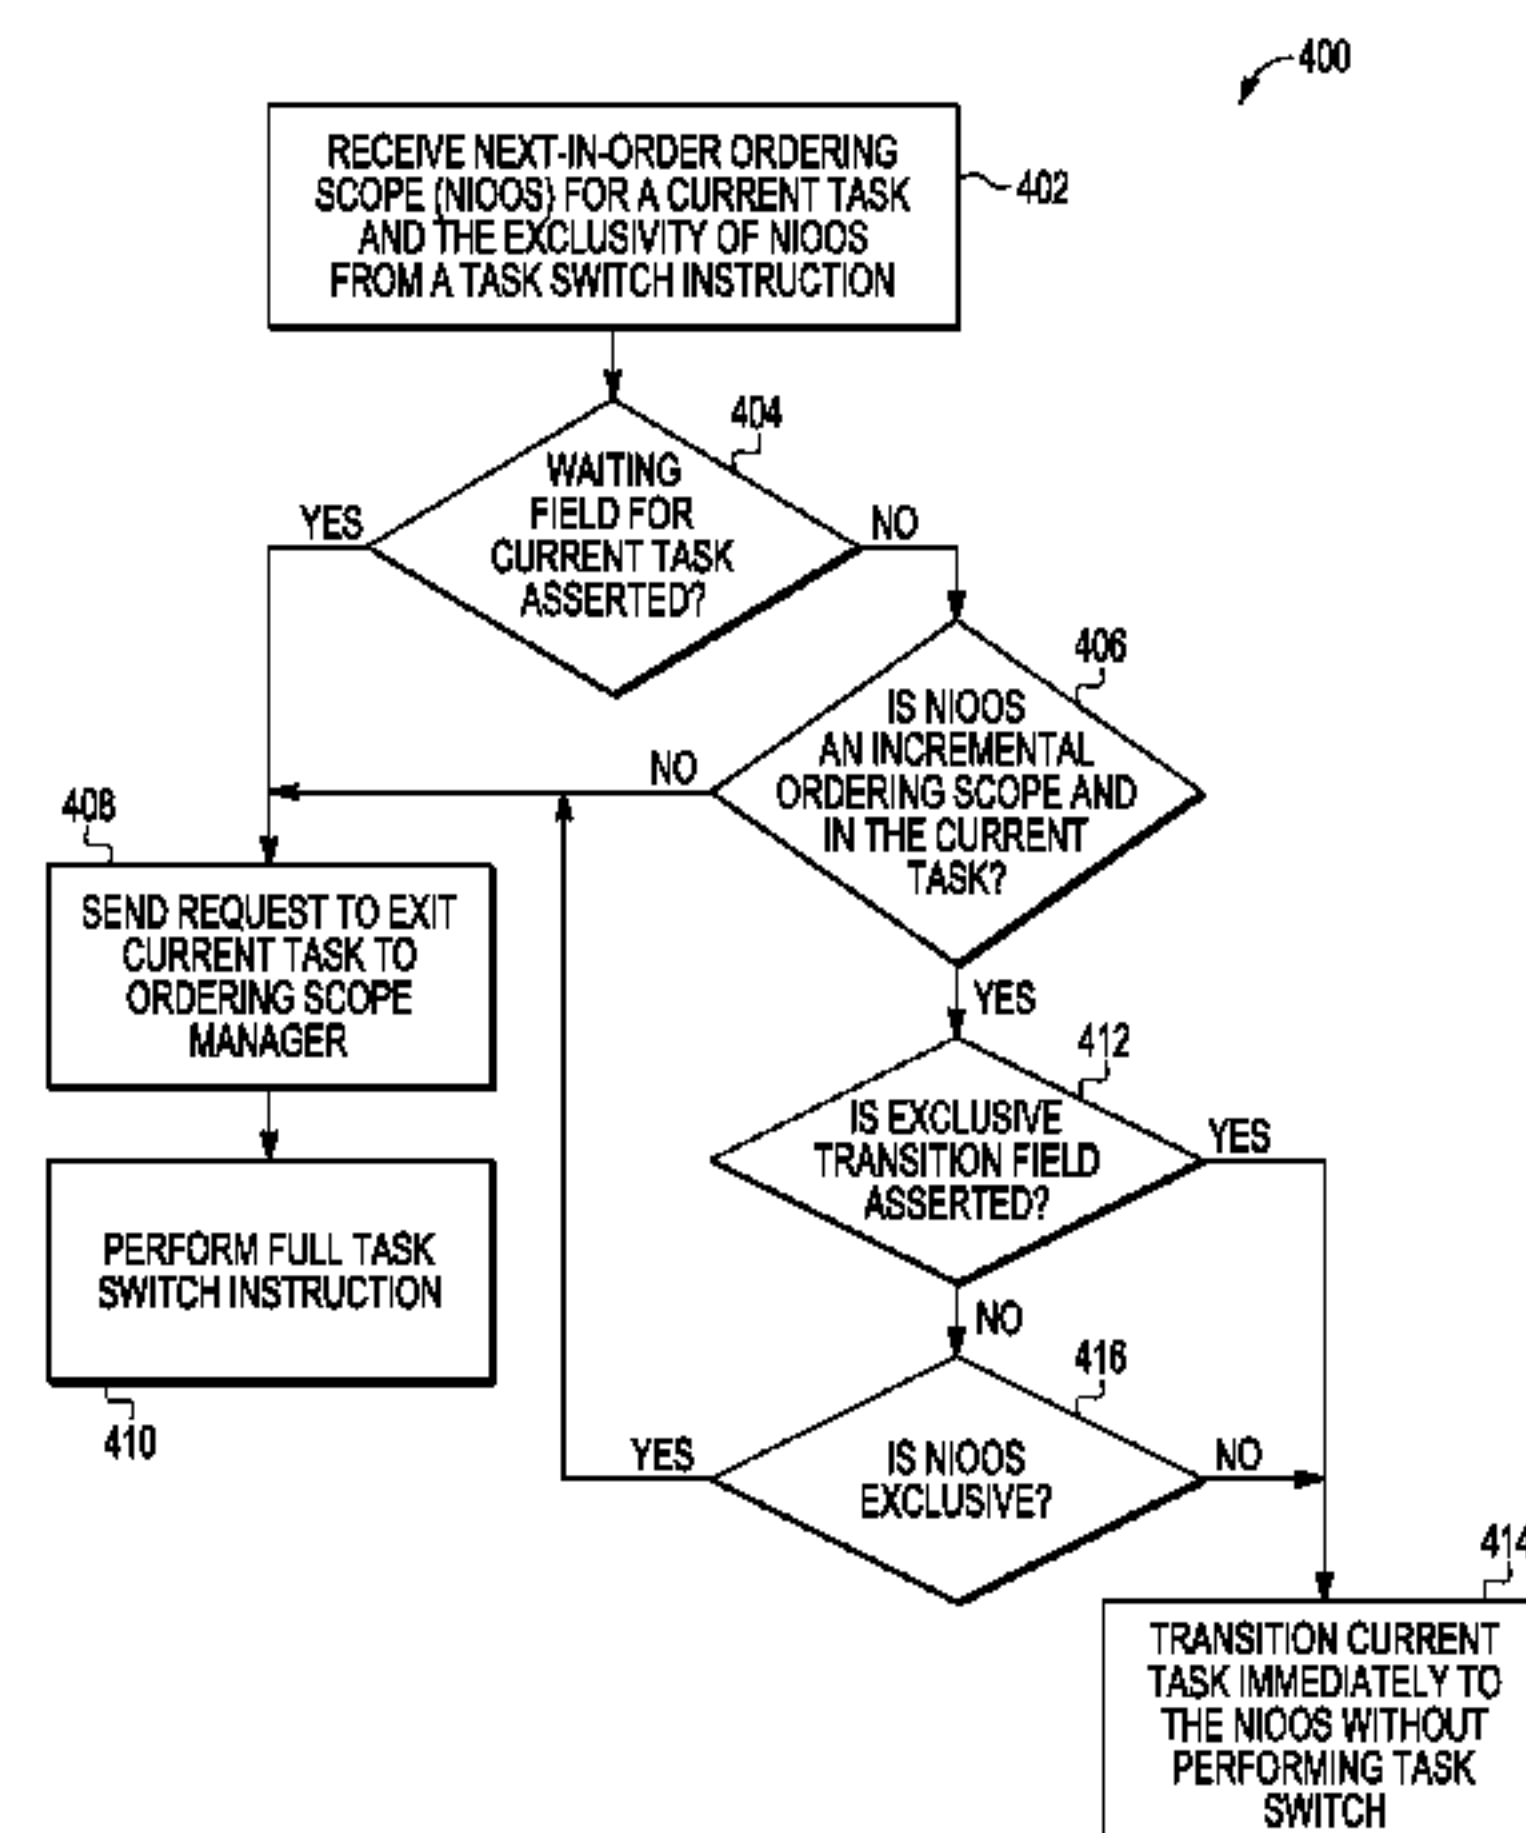 400
RECEIVE NEXT-IN-ORDER ORDERING
SCOPE (NIOOS) FOR A CURRENT TASK
AND THE EXCLUSIVITY OF NIOOS
FROM A TASK SWITCH INSTRUCTION
402
404
WAITING
FIELD FOR
CURRENT TASK
ASSERTED?
YES
NO
406
IS NIOOS
AN INCREMENTAL
ORDERING SCOPE AND
IN THE CURRENT
TASK?
NO
YES
408
SEND REQUEST TO EXIT
CURRENT TASK TO
ORDERING SCOPE
MANAGER
PERFORM FULL TASK
SWITCH INSTRUCTION
410
412
IS EXCLUSIVE
TRANSITION FIELD
ASSERTED?
YES
NO
416
IS NIOOS
EXCLUSIVE?
YES
NO
414
TRANSITION CURRENT
TASK IMMEDIATELY TO
THE NIOOS WITHOUT
PERFORMING TASK
SWITCH